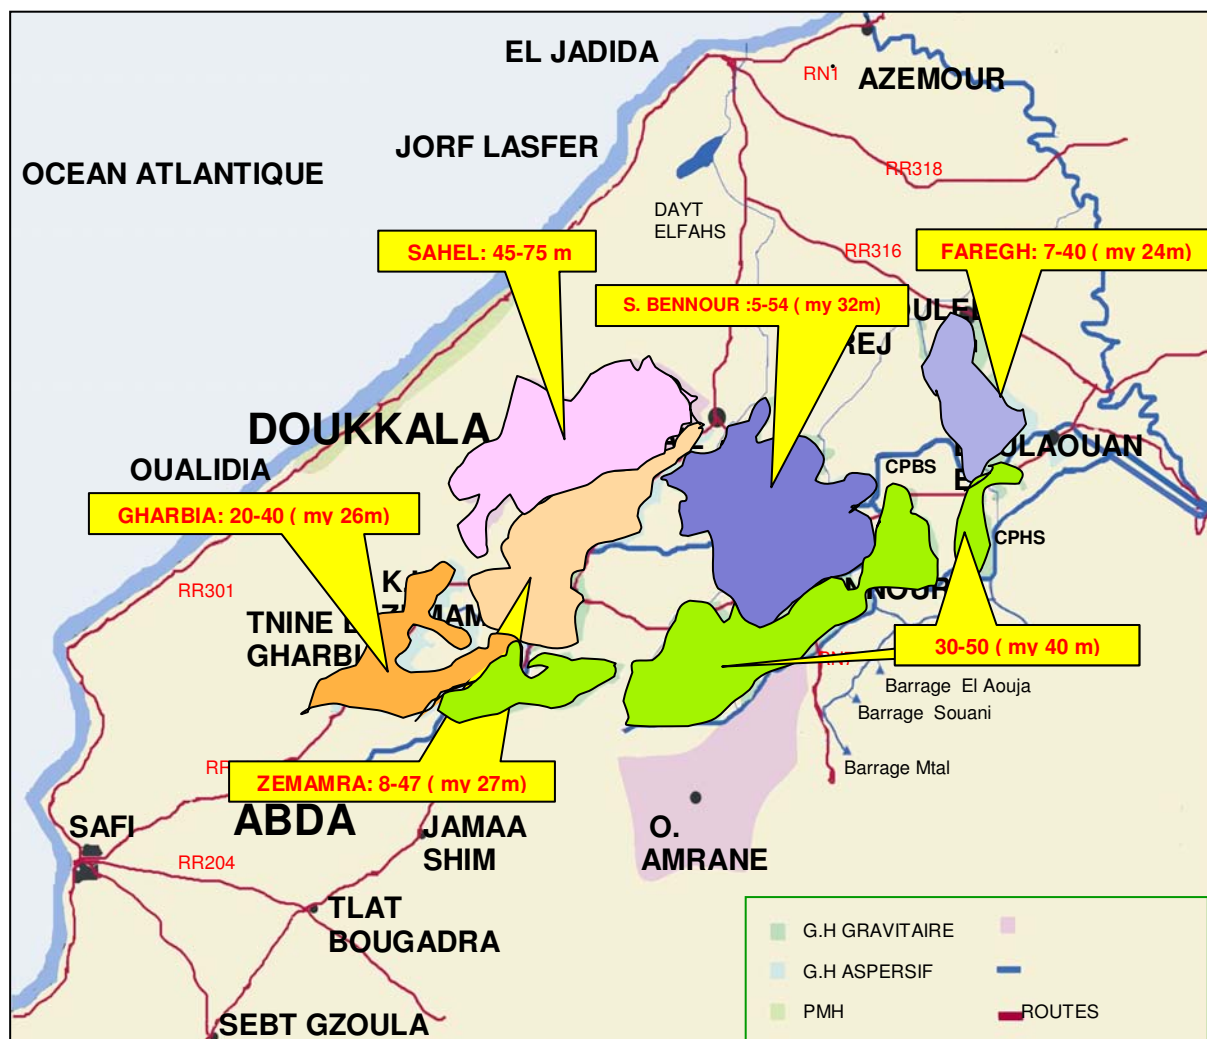 EL JADIDA
RN1
AZEMOUR
JORF LASFER
OCEAN ATLANTIQUE
RR318
DAYT
ELFAHS
SAHEL: 45-75 m
RR316
FAREGH: 7-40 ( my 24m)
S. BENNOUR :5-54 ( my 32m)
DOUKKALA
OUALIDIA
CPBS
GHARBIA: 20-40 ( my 26m)
CPHS
RR301
TNINE
30-50 ( my 40 m)
Barrage El Aouja
Barrage Souani
Barrage Mtal
ZEMAMRA: 8-47 ( my 27m)
ABDA
SAFI
JAMAA
SHIM
O.
AMRANE
RR204
TLAT
BOUGADRA
SEBT GZOULA
G.H GRAVITAIRE
G.H ASPERSIF
PMH
ROUTES